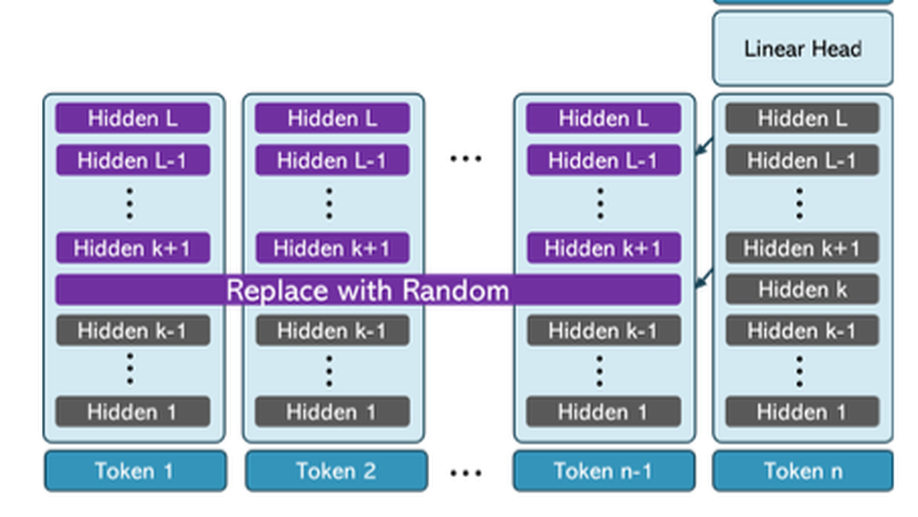 Linear Head
Hidden L Hidden L Hidden L Hidden L
Hidden L-1 Hidden L-1 ... Hidden L-1 Hidden L-1
Hidden k+1 Hidden k+1 Hidden k+1 Hidden k+1
Replace with Random Hidden k
Hidden k-1 Hidden k-1 Hidden k-1 Hidden k-1
Hidden 1 Hidden 1 Hidden 1 Hidden 1
Token 1 Token 2 ... Token n-1 Token n